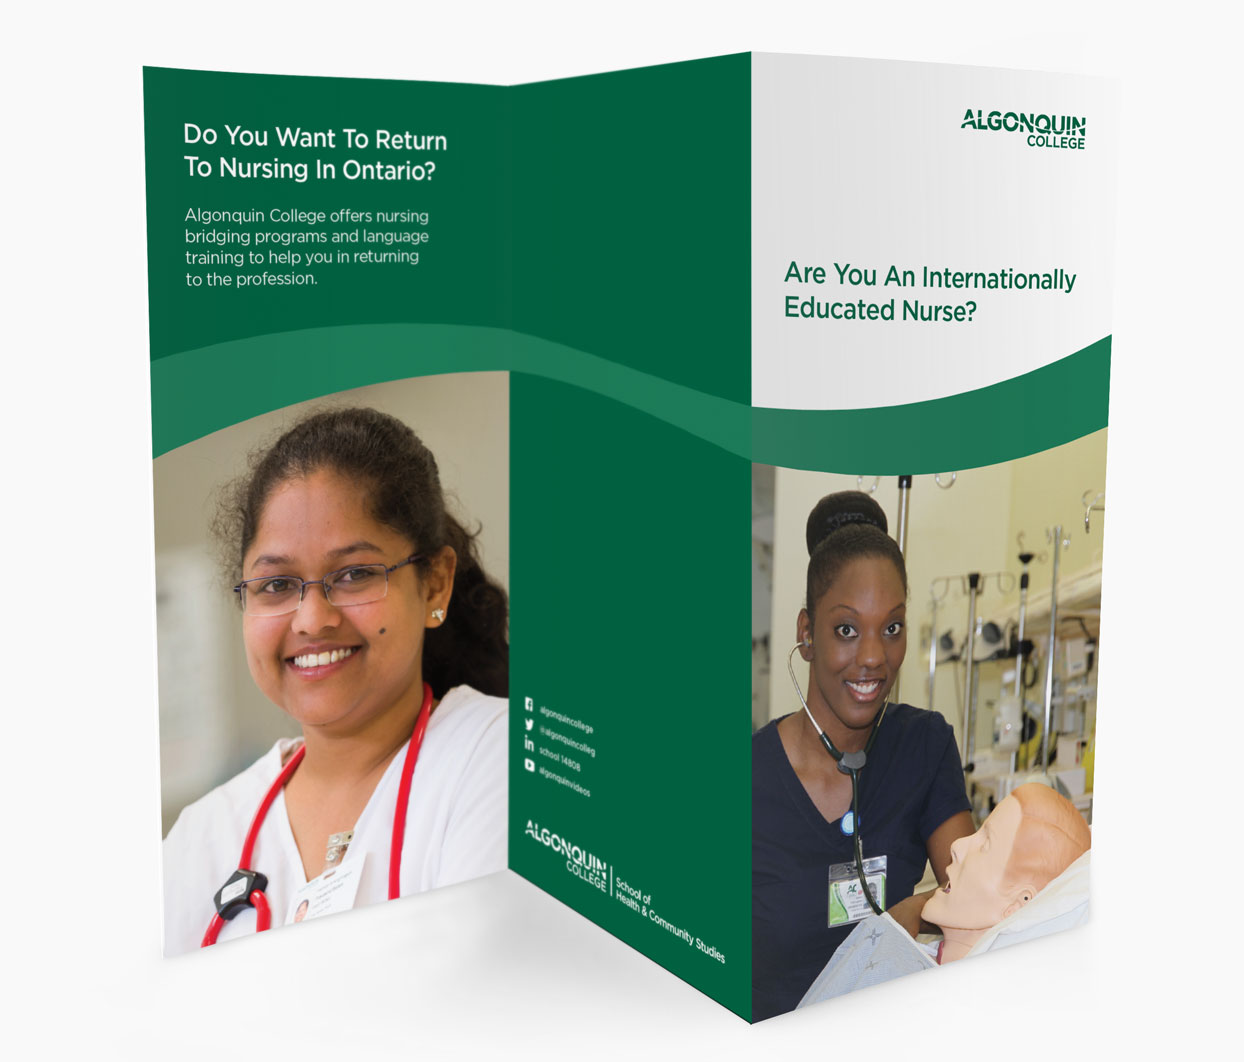 Do You Want To Return
To Nursing In Ontario?
Algonquin College offers nursing
bridging programs and language
training to help you in returning
to the profession.
algonquincollege
@algonquincolleg
school 14808
algonquinvideos
ALGONQUIN
COLLEGE
School of
Health & Community Studies
ALGONQUIN
COLLEGE
Are You An Internationally
Educated Nurse?